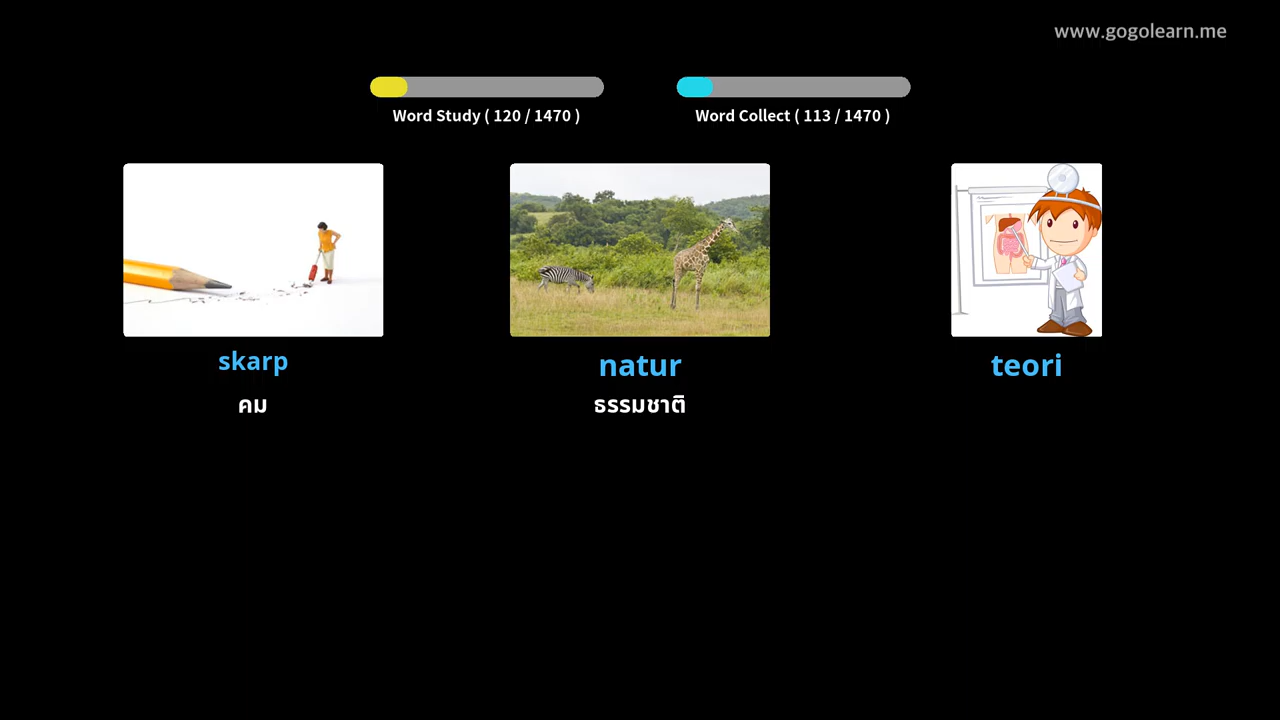 www.gogolearn.me
Word Study ( 120 / 1470 )
Word Collect ( 113 / 1470 )
skarp
คม
natur
ธรรมชาติ
teori